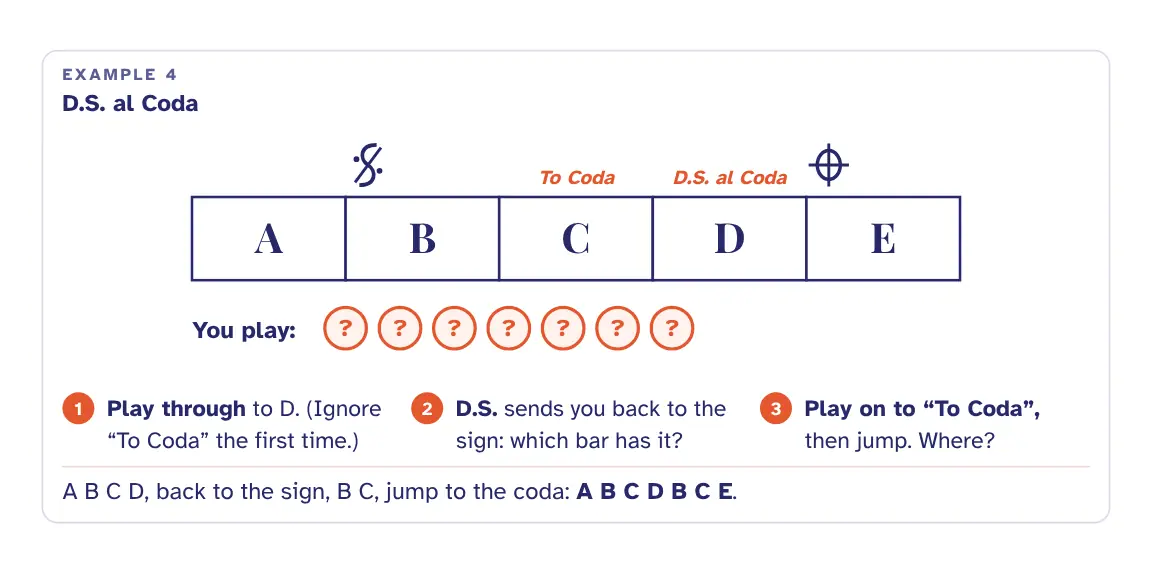 EXAMPLE 4
D.S. al Coda
To Coda D.S. al Coda
A B C D E
You play: ? ? ? ? ? ? ?
1 Play through to D. (Ignore
“To Coda” the first time.)
2 D.S. sends you back to the
sign: which bar has it?
3 Play on to “To Coda”,
then jump. Where?
A B C D, back to the sign, B C, jump to the coda: A B C D B C E.